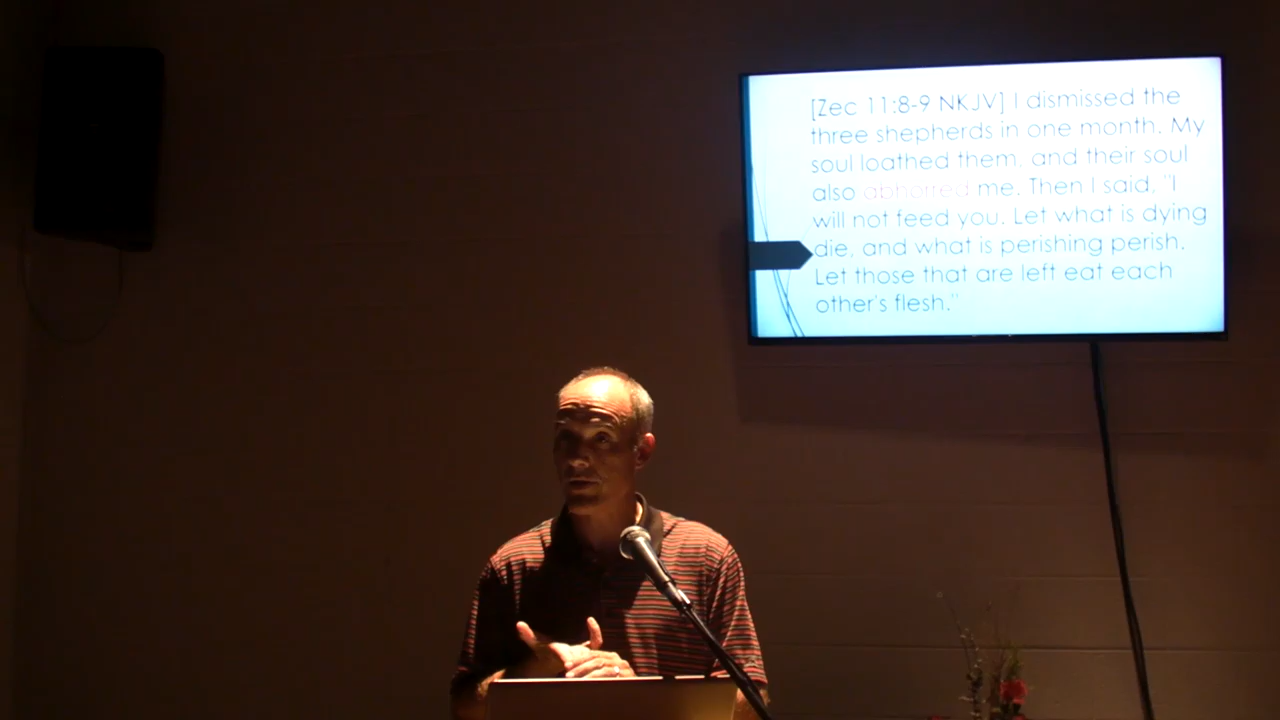 [Zec 11:8-9 NKJV] I dismissed the
three shepherds in one month. My
soul loathed them, and their soul
also abhorred me. Then I said, "I
will not feed you. Let what is dying
die, and what is perishing perish.
Let those that are left eat each
other's flesh."